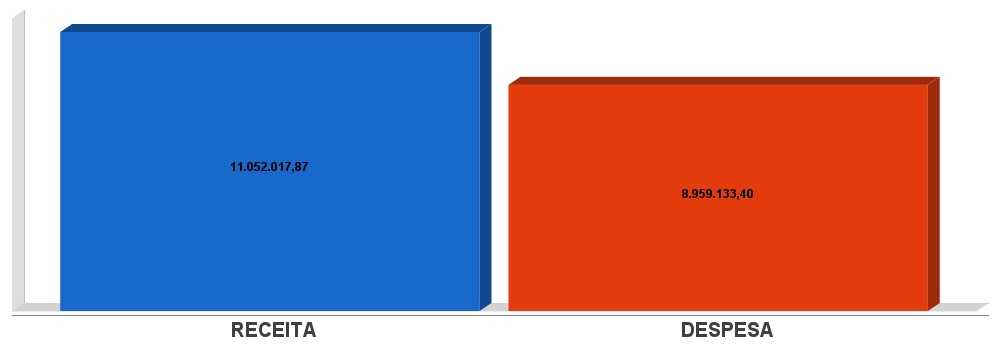 11.052.017,87
8.959.133,40
RECEITA
DESPESA